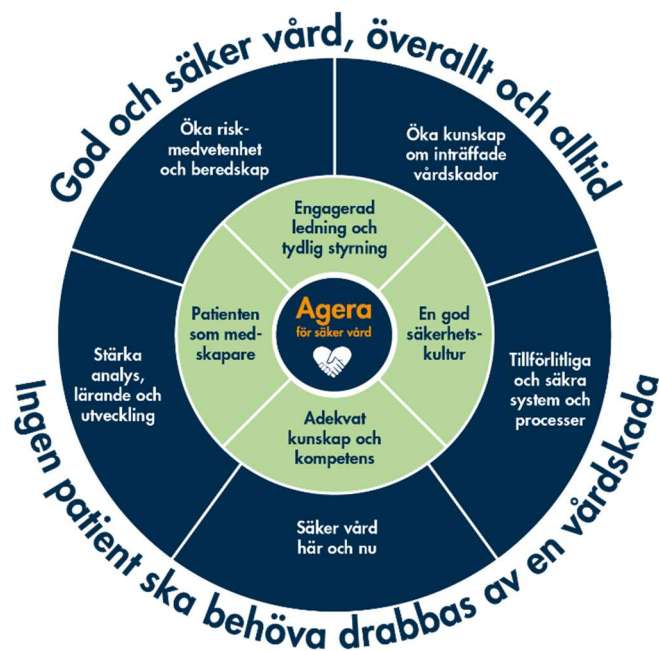 God och säker vård, överallt och alltid
Öka risk-
medvetenhet
och beredskap
Öka kunskap
om inträffade
vårdskador
Engagerad
ledning och
tydlig styrning
Patienten
som med-
skapare
Agera
för säker vård
En god
säkerhets-
kultur
Stärka
analys,
lärande och
utveckling
Tillförlitliga
och säkra
system och
processer
Adekvat
kunskap och
kompetens
Säker vård
här och nu
Ingen patient ska behöva drabbas av en vårdskada